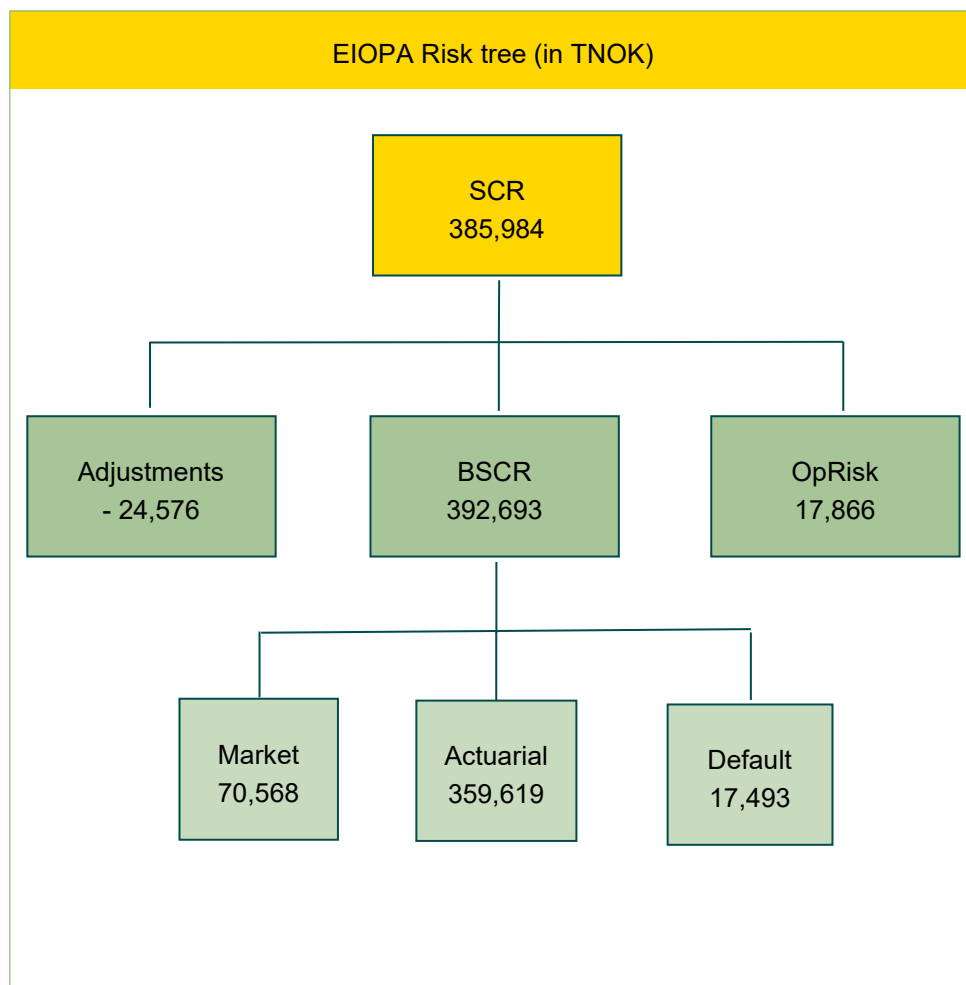 EIOPA Risk tree (in TNOK)
SCR
385,984
Adjustments
- 24,576
BSCR
392,693
OpRisk
17,866
Market
70,568
Actuarial
359,619
Default
17,493